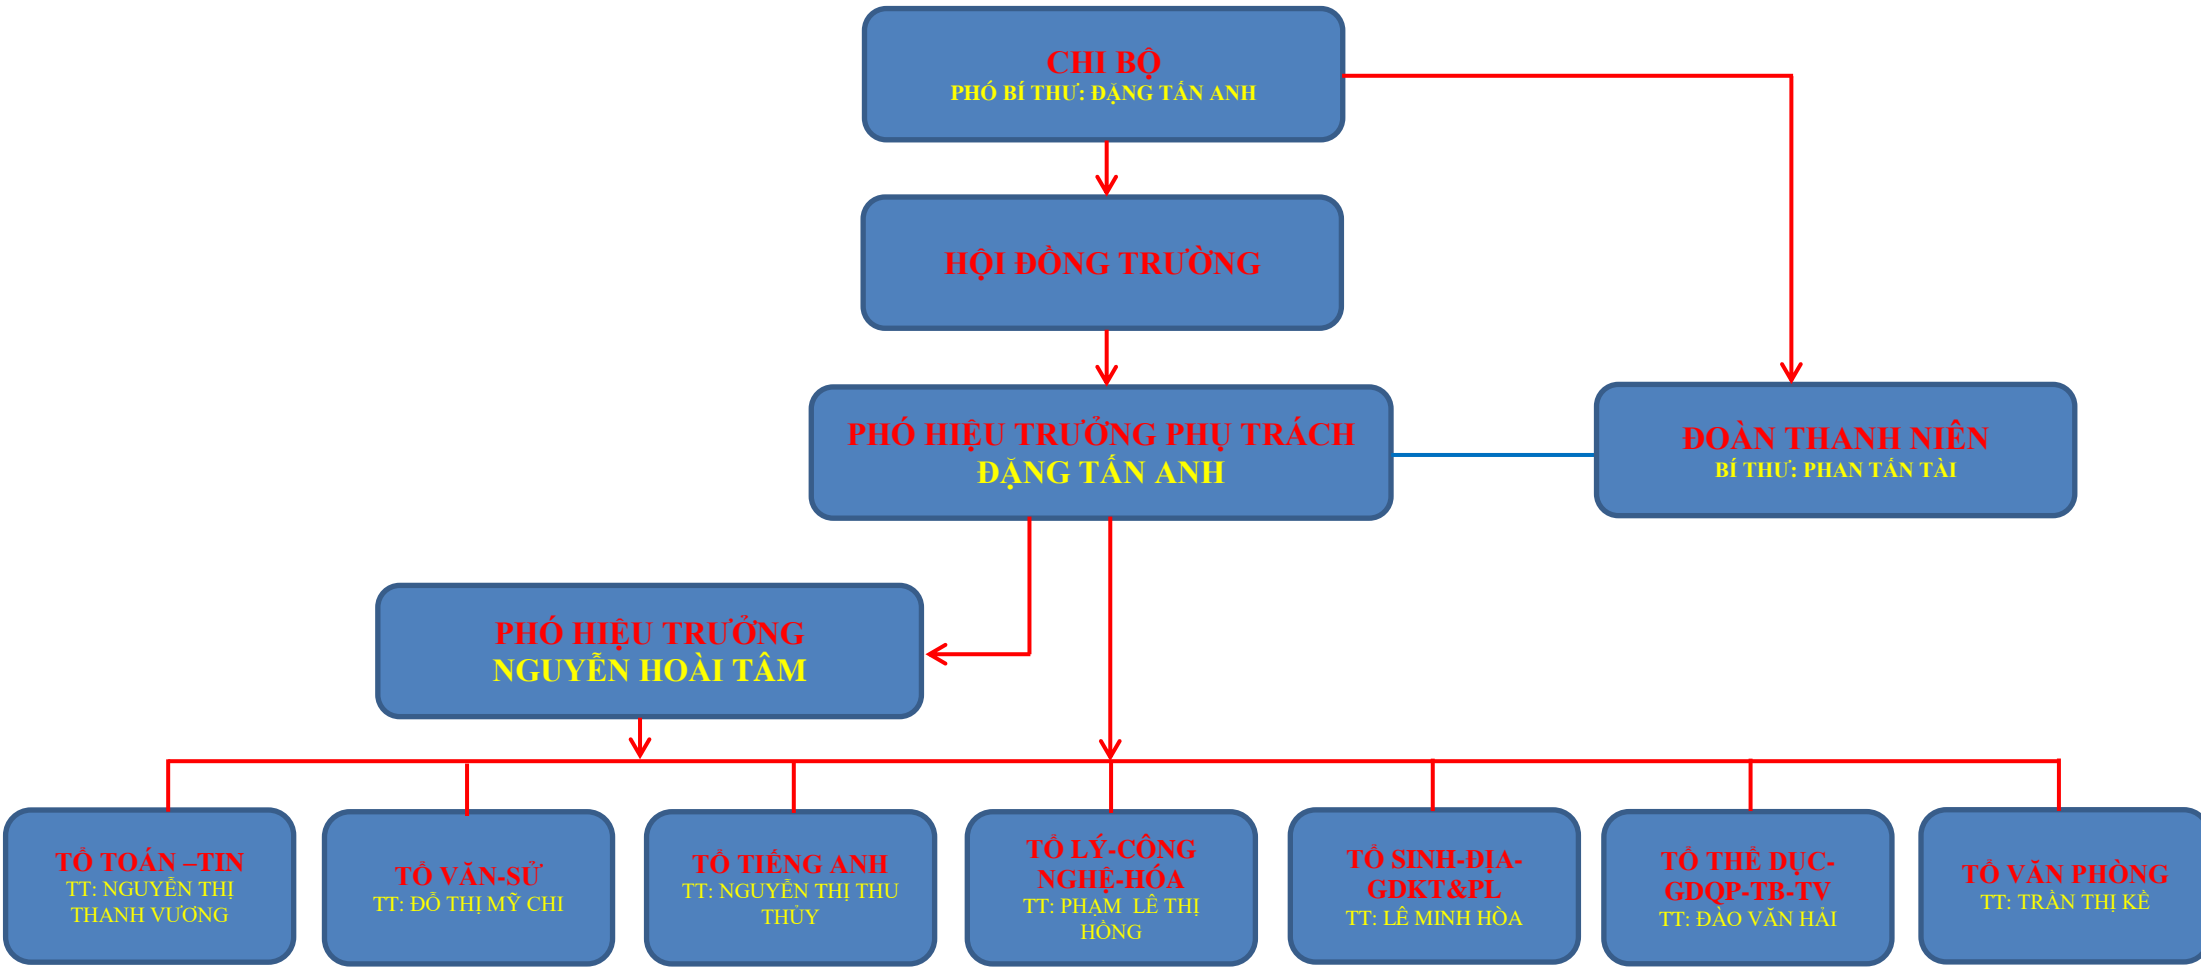 CHI BỘ
PHÓ BÍ THƯ: ĐẶNG TẤN ANH
HỘI ĐỒNG TRƯỜNG
PHÓ HIỆU TRƯỞNG PHỤ TRÁCH
ĐẶNG TẤN ANH
ĐOÀN THANH NIÊN
BÍ THƯ: PHAN TẤN TÀI
PHÓ HIỆU TRƯỞNG
NGUYỄN HOÀI TÂM
TỔ TOÁN –TIN
TT: NGUYỄN THỊ
THANH VƯƠNG
TỔ VĂN-SỬ
TT: ĐỖ THỊ MỸ CHI
TỔ TIẾNG ANH
TT: NGUYỄN THỊ THU
THỦY
TỔ LÝ-CÔNG
NGHỆ-HÓA
TT: PHẠM LÊ THỊ
HỒNG
TỔ SINH-ĐỊA-
GDKT&PL
TT: LÊ MINH HÒA
TỔ THỂ DỤC-
GDQP-TB-TV
TT: ĐÀO VĂN HẢI
TỔ VĂN PHÒNG
TT: TRẦN THỊ KỀ